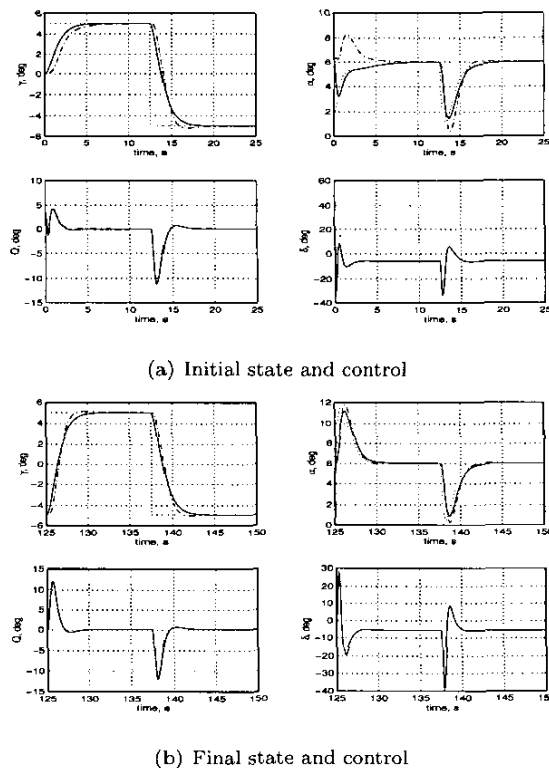 6
4
2
0
-2
-4
-6
γ, deg
0 5 10 15 20 25
time, s
10
8
6
4
2
0
α, deg
0 5 10 15 20 25
time, s
10
5
0
-5
-10
-15
Q, deg
0 5 10 15 20 25
time, s
60
40
20
0
-20
-40
δ, deg
0 5 10 15 20 25
time, s
(a) Initial state and control
6
4
2
0
-2
-4
-6
γ, deg
125 130 135 140 145 150
time, s
12
10
8
6
4
2
0
α, deg
125 130 135 140 145 150
time, s
15
10
5
0
-5
-10
-15
Q, deg
125 130 135 140 145 150
time, s
30
20
10
0
-10
-20
-30
-40
δ, deg
125 130 135 140 145 150
time, s
(b) Final state and control